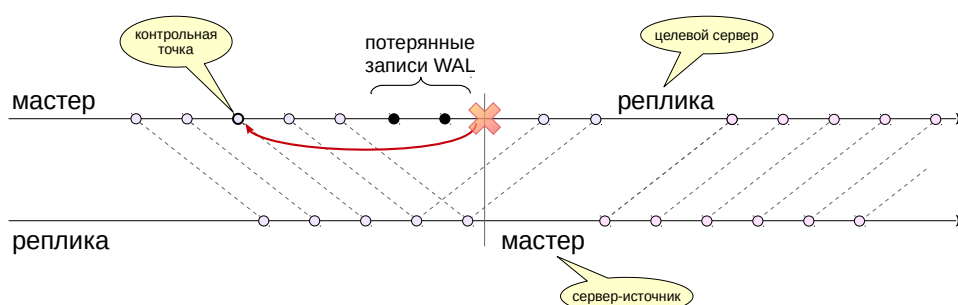 контрольная
точка
потерянные
записи WAL
целевой сервер
мастер
реплика
реплика
мастер
сервер-источник